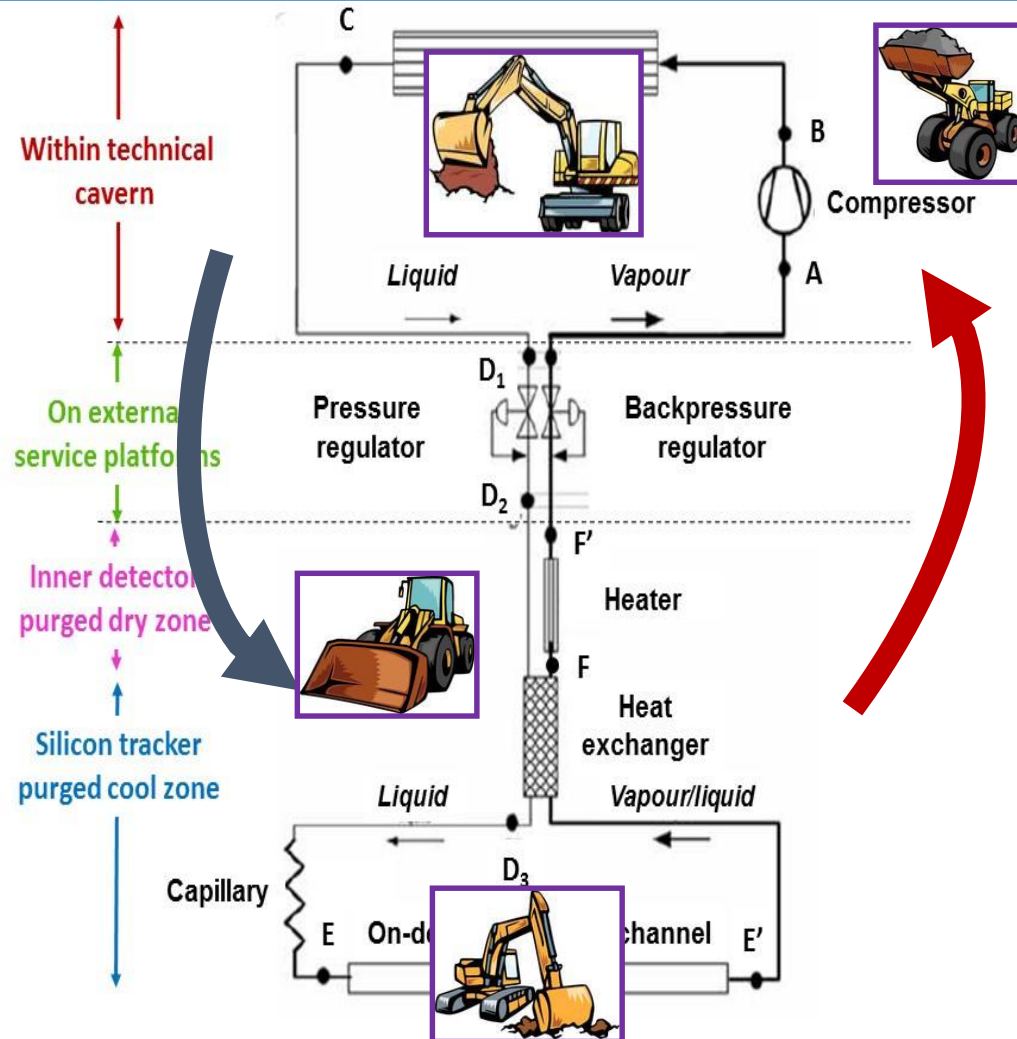 C
B
Within technical
cavern
Compressor
Liquid
Vapour
A
D₁
On externa
service platfo ms
Pressure
regulator
Backpressure
regulator
D₂
F'
Inner detector
purged dry zone
Heater
F
Heat
exchanger
Silicon tracker
purged cool zone
Liquid
Vapour/liquid
Capillary
D₃
E
On-de
channel
E'